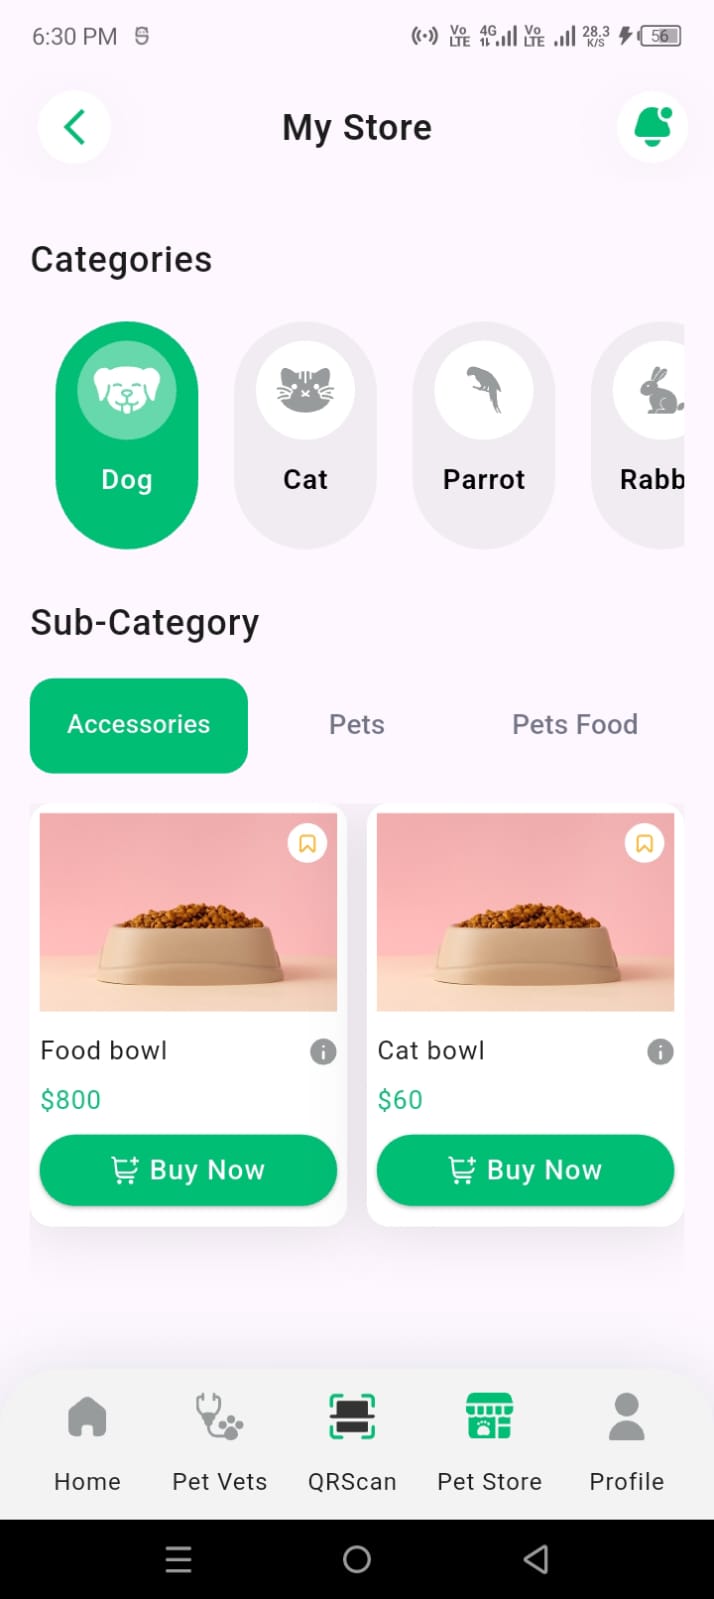 6:30 PM
Vo LTE 4G Vo LTE 28.3 K/S 56
My Store
Categories
Dog Cat Parrot Rabb
Sub-Category
Accessories Pets Pets Food
Food bowl Cat bowl
$800 $60
Buy Now Buy Now
Home Pet Vets QRScan Pet Store Profile